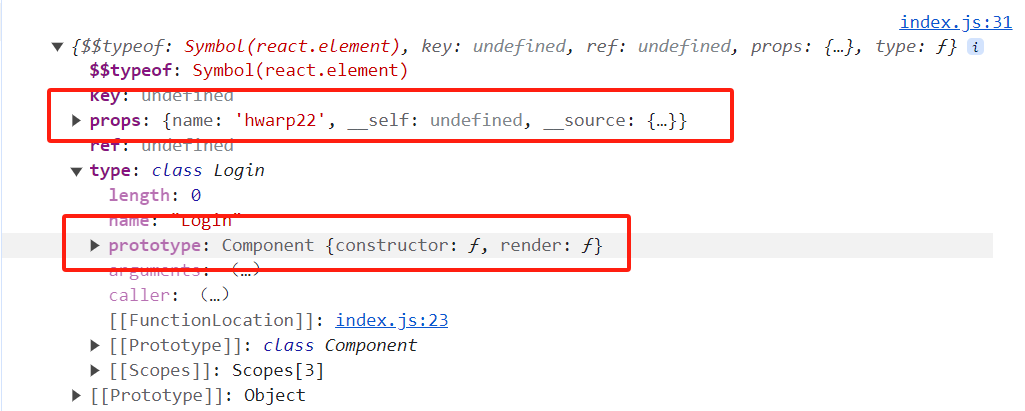 index.js:31
▼ {$$typeof: Symbol(react.element), key: undefined, ref: undefined, props: {…}, type: ƒ} i
$$typeof: Symbol(react.element)
key: undefined
▶ props: {name: 'hwarp22', __self: undefined, __source: {…}}
ref: undefined
▼ type: class Login
length: 0
name: "Login"
▶ prototype: Component {constructor: ƒ, render: ƒ}
arguments: (…)
caller: (…)
[[FunctionLocation]]: index.js:23
▶ [[Prototype]]: class Component
▶ [[Scopes]]: Scopes[3]
▶ [[Prototype]]: Object